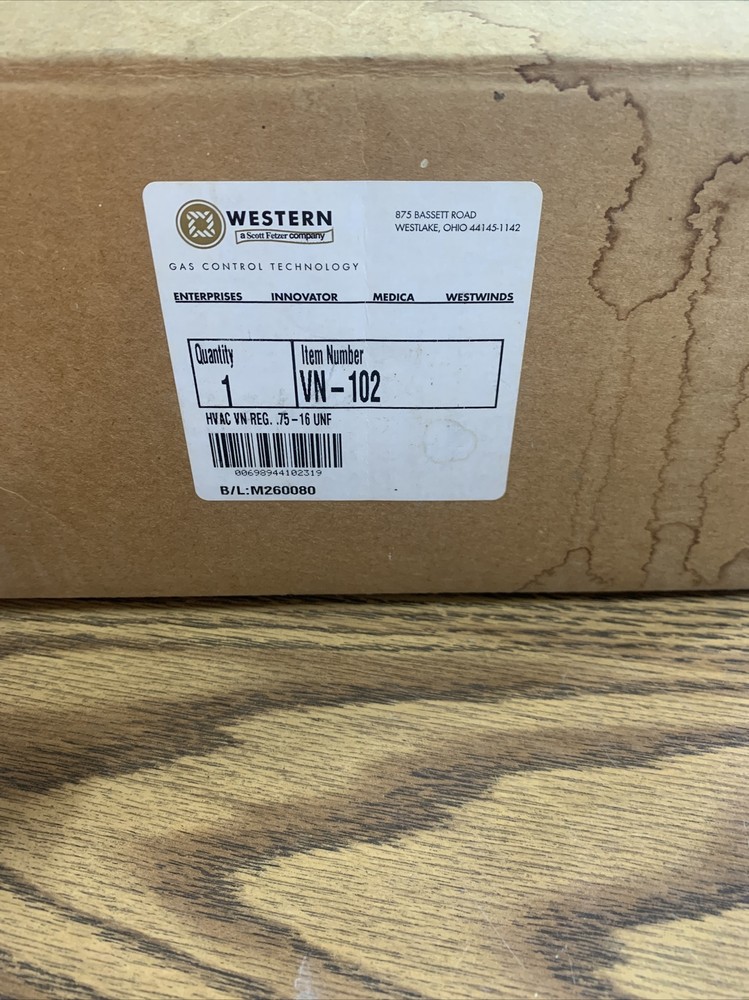 WESTERN
a Scott Fetzer company
875 BASSETT ROAD
WESTLAKE, OHIO 44145-1142
GAS CONTROL TECHNOLOGY
ENTERPRISES INNOVATOR MEDICA WESTWINDS
Quantity Item Number
1 VN-102
HVAC VN REG. .75-16 UNF
00698944102319
B/L:M260080